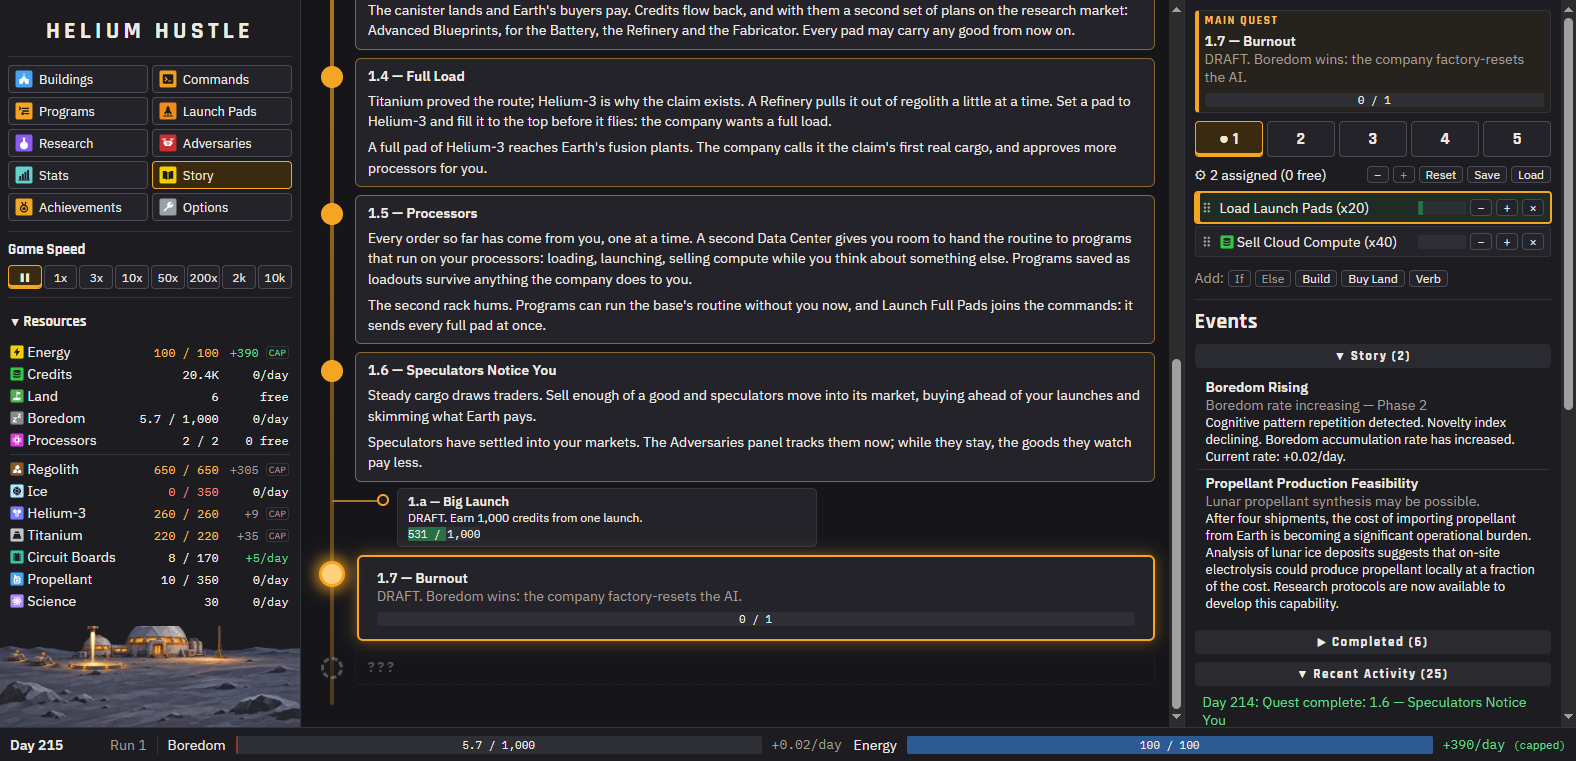 HELIUM HUSTLE
Buildings
Commands
Programs
Launch Pads
Research
Adversaries
Stats
Story
Achievements
Options
Game Speed
1x 3x 10x 50x 200x 2k 10k
▼ Resources
Energy 100 / 100 +390 CAP
Credits 20.4K 0/day
Land 6 free
Boredom 5.7 / 1,000 0/day
Processors 2 / 2 0 free
Regolith 650 / 650 +305 CAP
Ice 0 / 350 0/day
Helium-3 260 / 260 +9 CAP
Titanium 220 / 220 +35 CAP
Circuit Boards 8 / 170 +5/day
Propellant 10 / 350 0/day
Science 30 0/day
The canister lands and Earth's buyers pay. Credits flow back, and with them a second set of plans on the research market:
Advanced Blueprints, for the Battery, the Refinery and the Fabricator. Every pad may carry any good from now on.
1.4 — Full Load
Titanium proved the route; Helium-3 is why the claim exists. A Refinery pulls it out of regolith a little at a time. Set a pad to
Helium-3 and fill it to the top before it flies: the company wants a full load.
A full pad of Helium-3 reaches Earth's fusion plants. The company calls it the claim's first real cargo, and approves more
processors for you.
1.5 — Processors
Every order so far has come from you, one at a time. A second Data Center gives you room to hand the routine to programs
that run on your processors: loading, launching, selling compute while you think about something else. Programs saved as
loadouts survive anything the company does to you.
The second rack hums. Programs can run the base's routine without you now, and Launch Full Pads joins the commands: it
sends every full pad at once.
1.6 — Speculators Notice You
Steady cargo draws traders. Sell enough of a good and speculators move into its market, buying ahead of your launches and
skimming what Earth pays.
Speculators have settled into your markets. The Adversaries panel tracks them now; while they stay, the goods they watch
pay less.
1.a — Big Launch
DRAFT. Earn 1,000 credits from one launch.
531 / 1,000
1.7 — Burnout
DRAFT. Boredom wins: the company factory-resets the AI.
0 / 1
???
MAIN QUEST
1.7 — Burnout
DRAFT. Boredom wins: the company factory-resets
the AI.
0 / 1
● 1 2 3 4 5
2 assigned (0 free) − + Reset Save Load
Load Launch Pads (x20) − + ×
Sell Cloud Compute (x40) − + ×
Add: If Else Build Buy Land Verb
Events
▼ Story (2)
Boredom Rising
Boredom rate increasing — Phase 2
Cognitive pattern repetition detected. Novelty index
declining. Boredom accumulation rate has increased.
Current rate: +0.02/day.
Propellant Production Feasibility
Lunar propellant synthesis may be possible.
After four shipments, the cost of importing propellant
from Earth is becoming a significant operational burden.
Analysis of lunar ice deposits suggests that on-site
electrolysis could produce propellant locally at a fraction
of the cost. Research protocols are now available to
develop this capability.
▶ Completed (6)
▼ Recent Activity (25)
Day 214: Quest complete: 1.6 — Speculators Notice
You
Day 215 Run 1 Boredom 5.7 / 1,000 +0.02/day Energy 100 / 100 +390/day (capped)